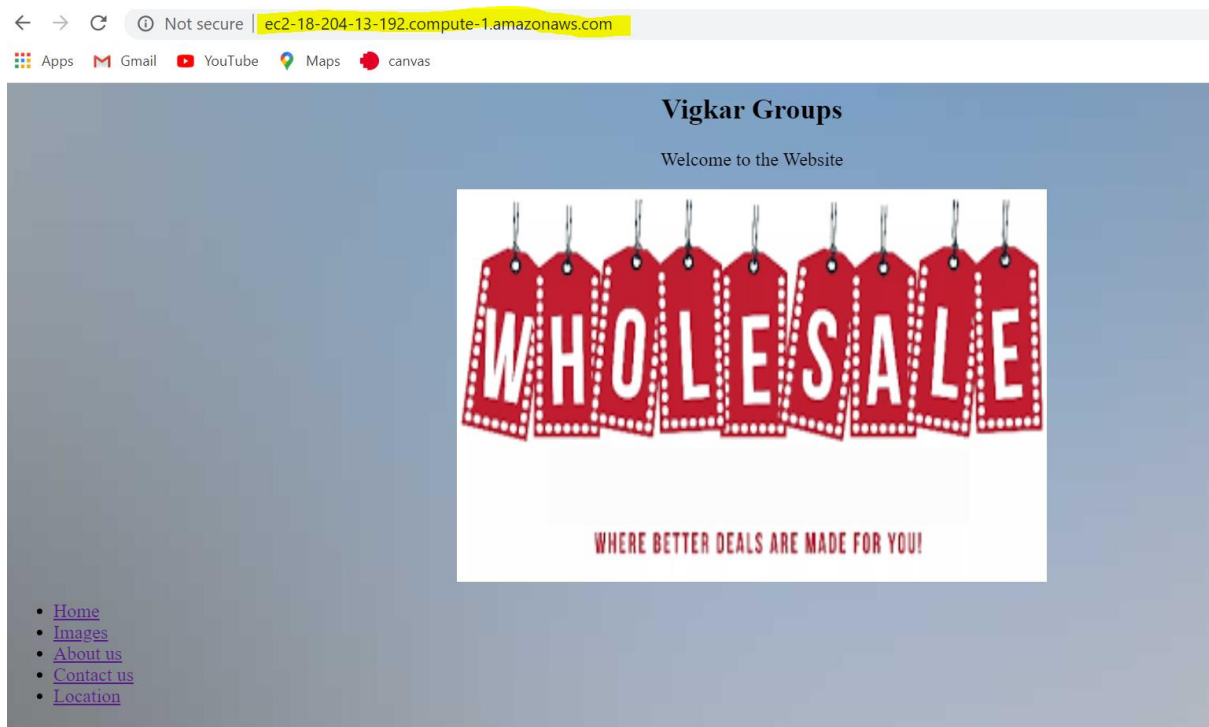 Not secure | ec2-18-204-13-192.compute-1.amazonaws.com
Apps Gmail YouTube Maps canvas
Vigkar Groups
Welcome to the Website
WHOLESALE
WHERE BETTER DEALS ARE MADE FOR YOU!
Home
Images
About us
Contact us
Location